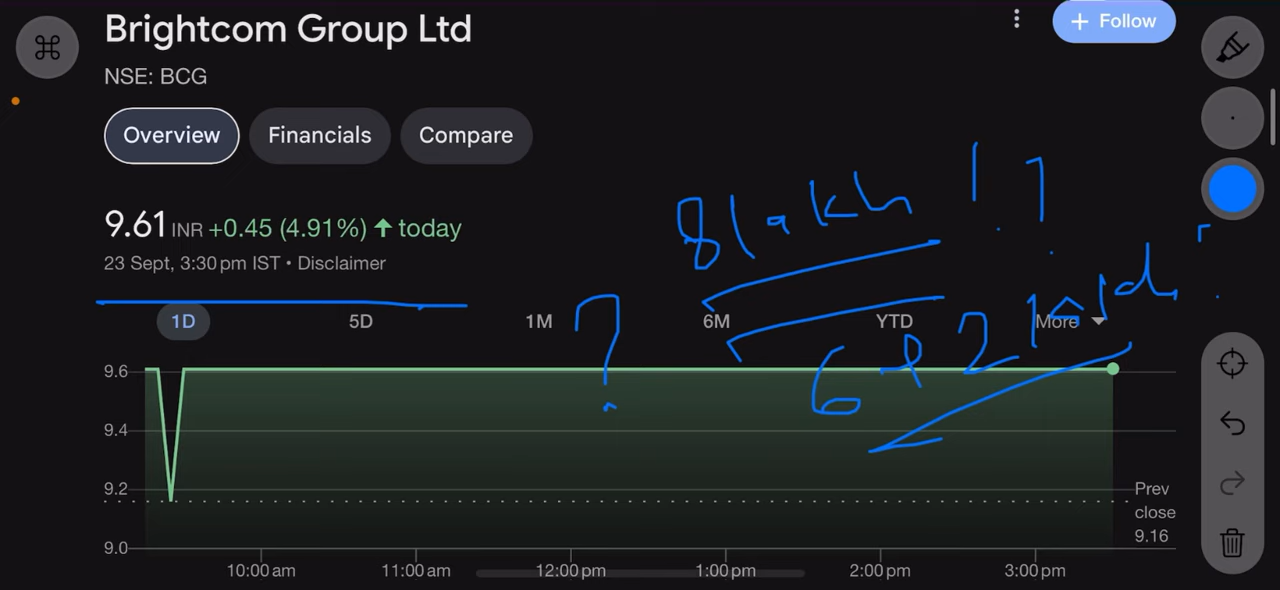 Brightcom Group Ltd
+ Follow
NSE: BCG
Overview Financials Compare
9.61 INR +0.45 (4.91%) ↑ today
23 Sept, 3:30 pm IST • Disclaimer
8lakh ! ?
1D 5D 1M 6M YTD More
?
9.6
9.4
9.2
9.0
Prev
close
9.16
10:00 am 11:00 am 12:00 pm 1:00 pm 2:00 pm 3:00 pm